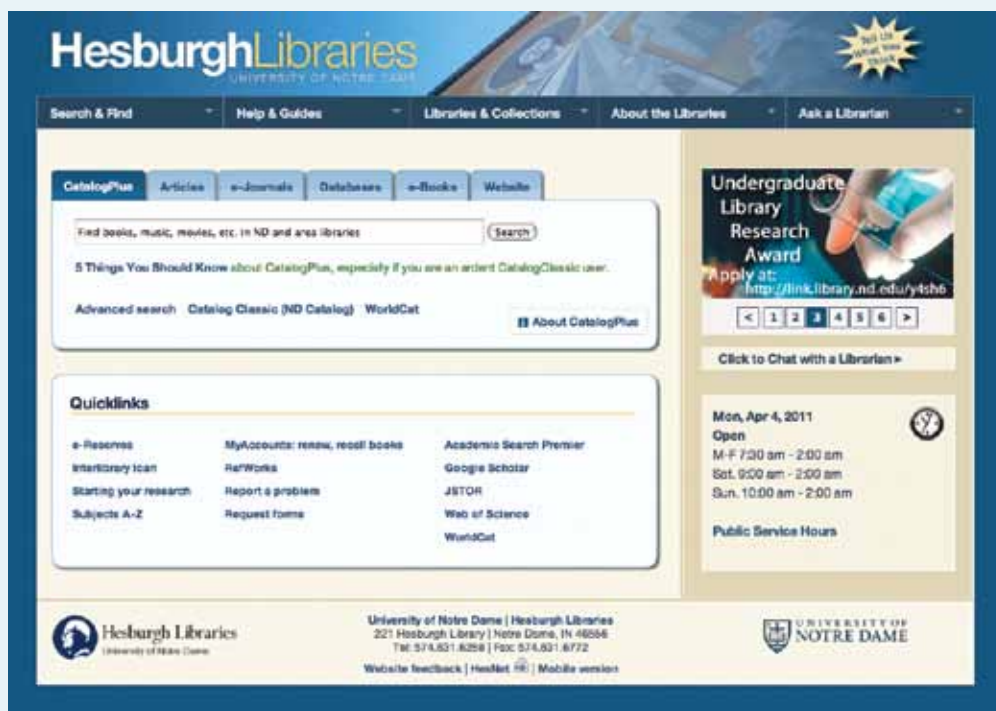 HesburghLibraries
UNIVERSITY OF NOTRE DAME
Tell Us
What You
Think
Search & Find Help & Guides Libraries & Collections About the Libraries Ask a Librarian
CatalogPlus Articles e-Journals Databases e-Books Website
Find books, music, movies, etc. in ND and area libraries Search
5 Things You Should Know about CatalogPlus, especially if you are an ardent CatalogClassic user.
Advanced search Catalog Classic (ND Catalog) WorldCat
About CatalogPlus
Undergraduate
Library
Research
Award
Apply at:
http://link.library.nd.edu/y4sh6
< 1 2 3 4 5 6 >
Click to Chat with a Librarian ►
Quicklinks
e-Reserves MyAccounts: renew, recall books Academic Search Premier
Interlibrary loan RefWorks Google Scholar
Starting your research Report a problem JSTOR
Subjects A-Z Request forms Web of Science
WorldCat
Mon, Apr 4, 2011
Open
M-F 7:00 am - 2:00 am
Sat. 9:00 am - 2:00 am
Sun. 10:00 am - 2:00 am
Public Service Hours
Hesburgh Libraries
University of Notre Dame
University of Notre Dame | Hesburgh Libraries
221 Hesburgh Library | Notre Dame, IN 46556
Tel: 574.631.6258 | Fax: 574.631.6772
Website feedback | HesNet | Mobile version
UNIVERSITY OF
NOTRE DAME